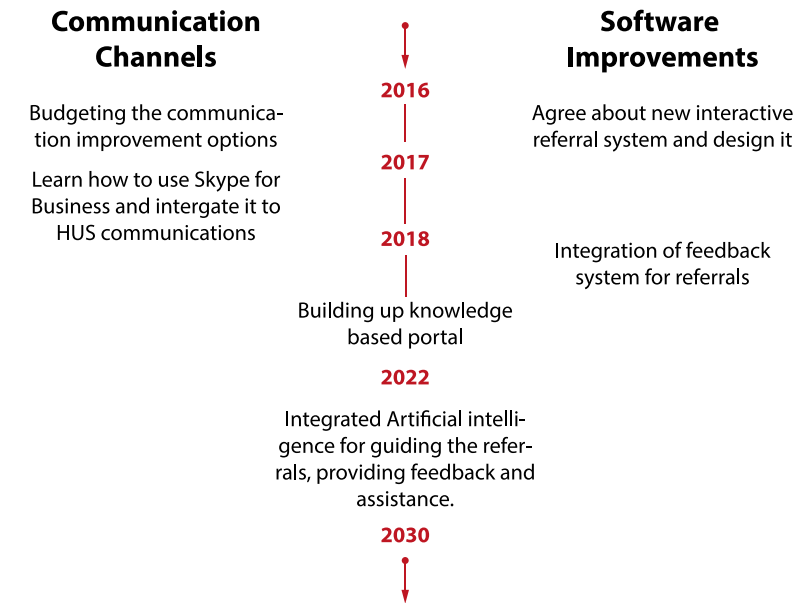 Communication
Channels
Software
Improvements
2016
Budgeting the communica-
tion improvement options
Agree about new interactive
referral system and design it
2017
Learn how to use Skype for
Business and intergate it to
HUS communications
2018
Integration of feedback
system for referrals
Building up knowledge
based portal
2022
Integrated Artificial intelli-
gence for guiding the refer-
rals, providing feedback and
assistance.
2030